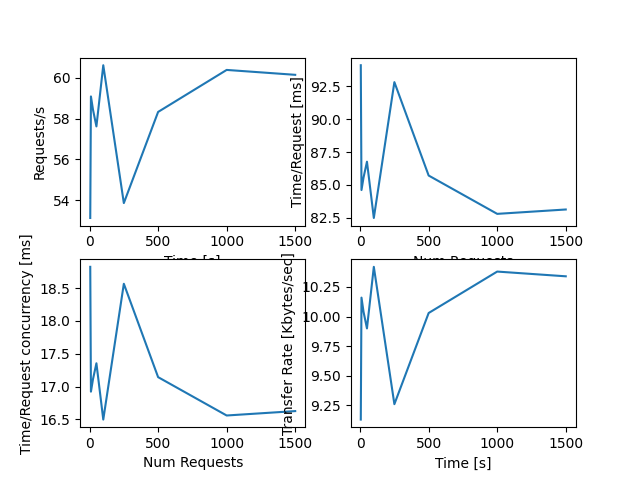 Requests/s
60
58
56
54
0 500 1000 1500
Time [s]
Time/Request [ms]
92.5
90.0
87.5
85.0
82.5
0 500 1000 1500
Num Requests
Time/Request concurrency [ms]
18.5
18.0
17.5
17.0
16.5
0 500 1000 1500
Num Requests
Transfer Rate [Kbytes/sec]
10.25
10.00
9.75
9.50
9.25
0 500 1000 1500
Time [s]